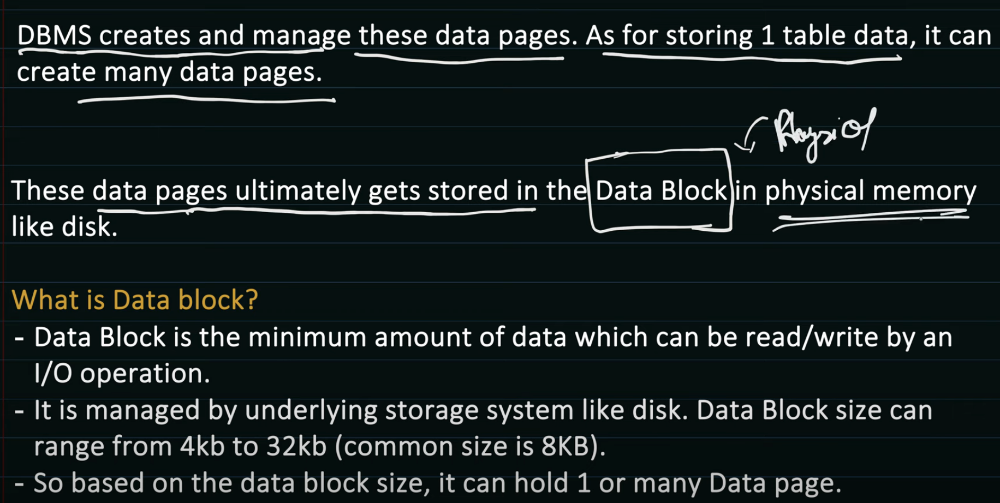 DBMS creates and manage these data pages. As for storing 1 table data, it can
create many data pages.
These data pages ultimately gets stored in the Data Block in physical memory
like disk.
What is Data block?
- Data Block is the minimum amount of data which can be read/write by an
I/O operation.
- It is managed by underlying storage system like disk. Data Block size can
range from 4kb to 32kb (common size is 8KB).
- So based on the data block size, it can hold 1 or many Data page.